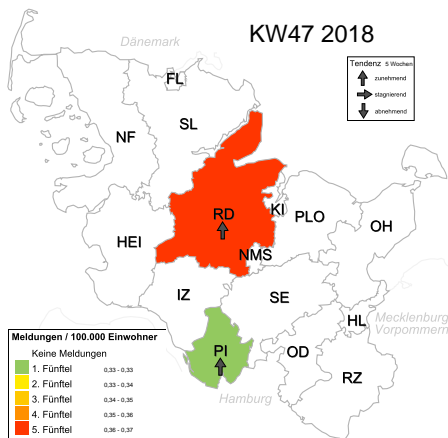 KW47 2018
Dänemark
Tendenz 5 Wochen
zunehmend
stagnierend
abnehmend
FL
NF
SL
RD
KI
PLO
OH
HEI
NMS
IZ
SE
HL
Mecklenburg
Vorpommern
PI
OD
RZ
Hamburg
Meldungen / 100.000 Einwohner
Keine Meldungen
1. Fünftel 0,33 - 0,33
2. Fünftel 0,33 - 0,34
3. Fünftel 0,34 - 0,35
4. Fünftel 0,35 - 0,36
5. Fünftel 0,36 - 0,37